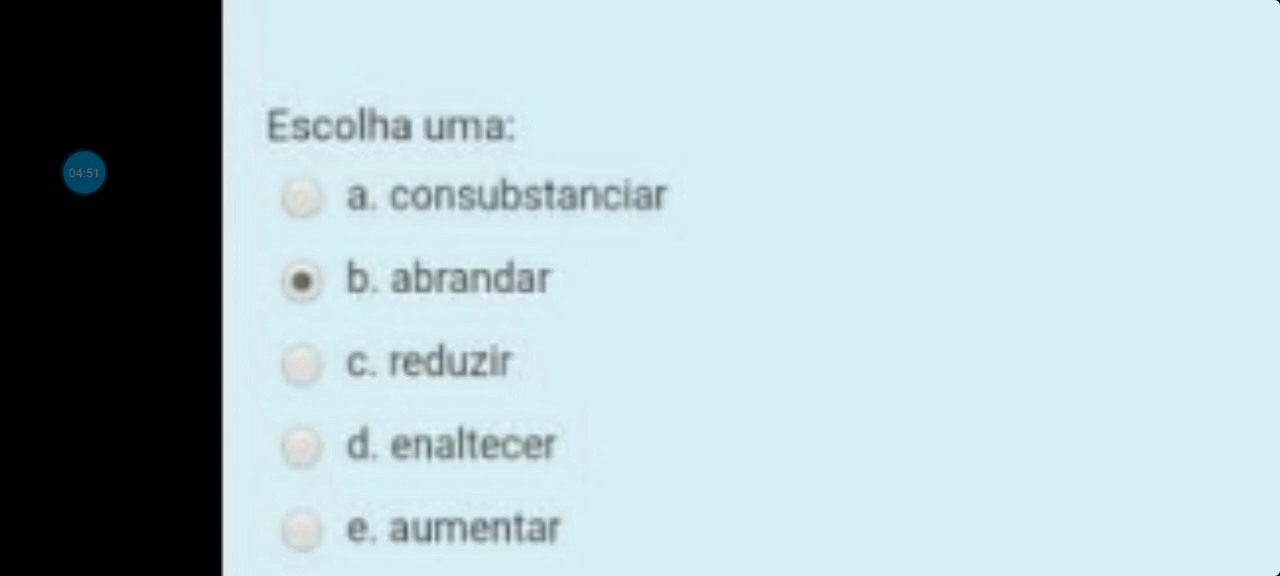 04:51
Escolha uma:
a. consubstanciar
b. abrandar
c. reduzir
d. enaltecer
e. aumentar